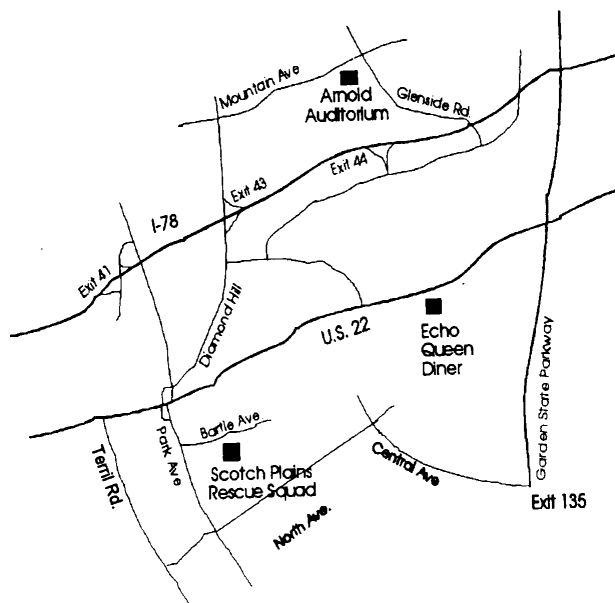 Mountain Ave
Arnold
Auditorium
Glenside Rd.
Exit 44
Exit 43
I-78
Exit 41
Diamond Hill
U.S. 22
Echo
Queen
Diner
Garden State Parkway
Bartle Ave
Park Ave
Terril Rd.
Scotch Plains
Rescue Squad
Central Ave
North Ave.
Exit 135